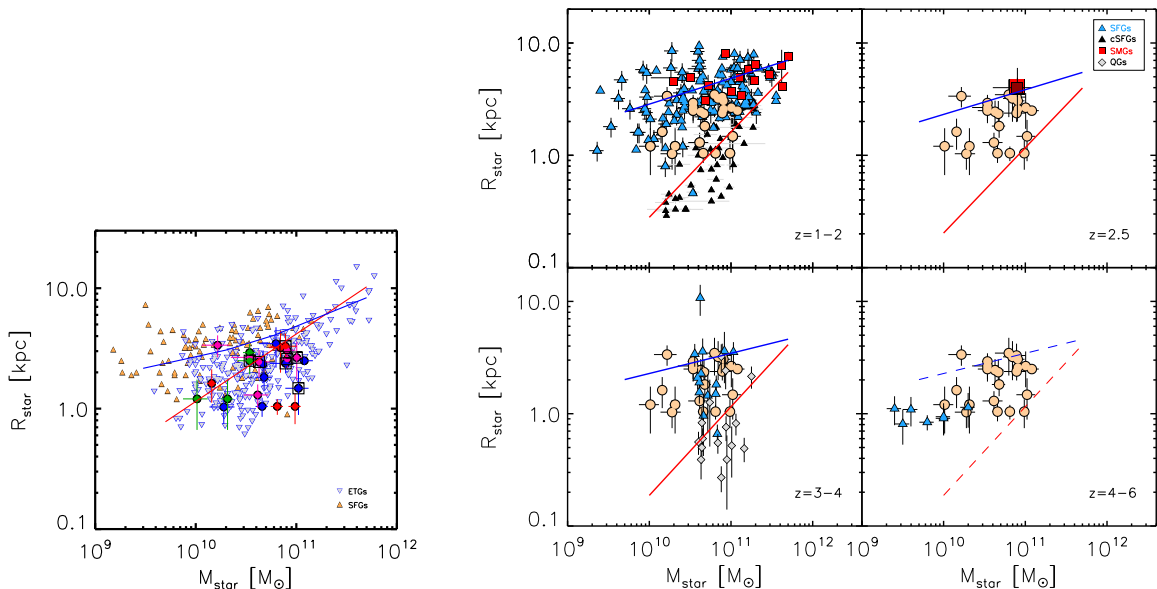 10.0
1.0
0.1
R_star [kpc]
10^9 10^10 10^11 10^12
M_star [M_⊙]
ETGs
SFGs
10.0
1.0
0.1
R_star [kpc]
z=1-2
SFGs
cSFGs
SMGs
QGs
z=2.5
10.0
1.0
0.1
R_star [kpc]
z=3-4
z=4-6
10^9 10^10 10^11 10^12
10^9 10^10 10^11 10^12
M_star [M_⊙]
M_star [M_⊙]